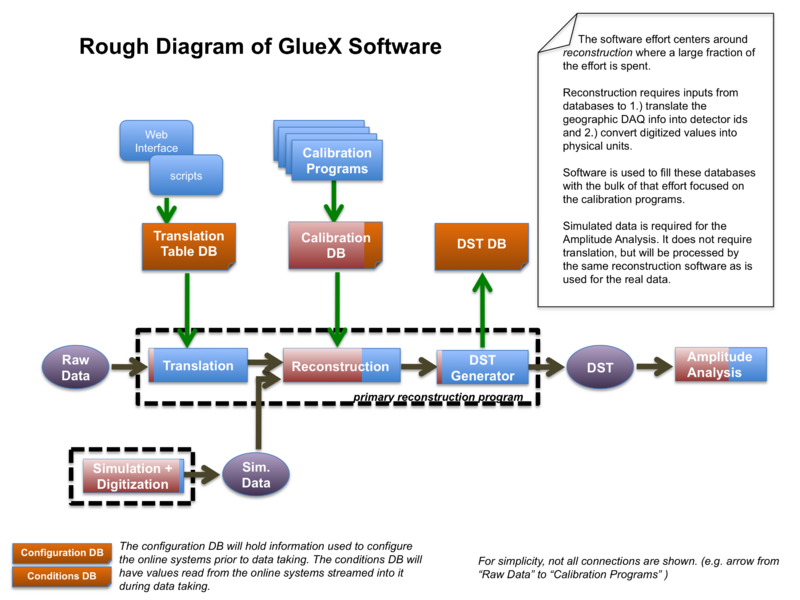 Rough Diagram of GlueX Software
The software effort centers around
reconstruction where a large fraction of
the effort is spent.
Reconstruction requires inputs from
databases to 1.) translate the
geographic DAQ info into detector ids
and 2.) convert digitized values into
physical units.
Software is used to fill these databases
with the bulk of that effort focused on
the calibration programs.
Simulated data is required for the
Amplitude Analysis. It does not require
translation, but will be processed by
the same reconstruction software as is
used for the real data.
Web
Interface
scripts
Calibration
Programs
Translation
Table DB
Calibration
DB
DST DB
Raw
Data
Translation
Reconstruction
DST
Generator
DST
Amplitude
Analysis
primary reconstruction program
Simulation +
Digitization
Sim.
Data
Configuration DB
Conditions DB
The configuration DB will hold information used to configure
the online systems prior to data taking. The conditions DB will
have values read from the online systems streamed into it
during data taking.
For simplicity, not all connections are shown. (e.g. arrow from
“Raw Data” to “Calibration Programs” )